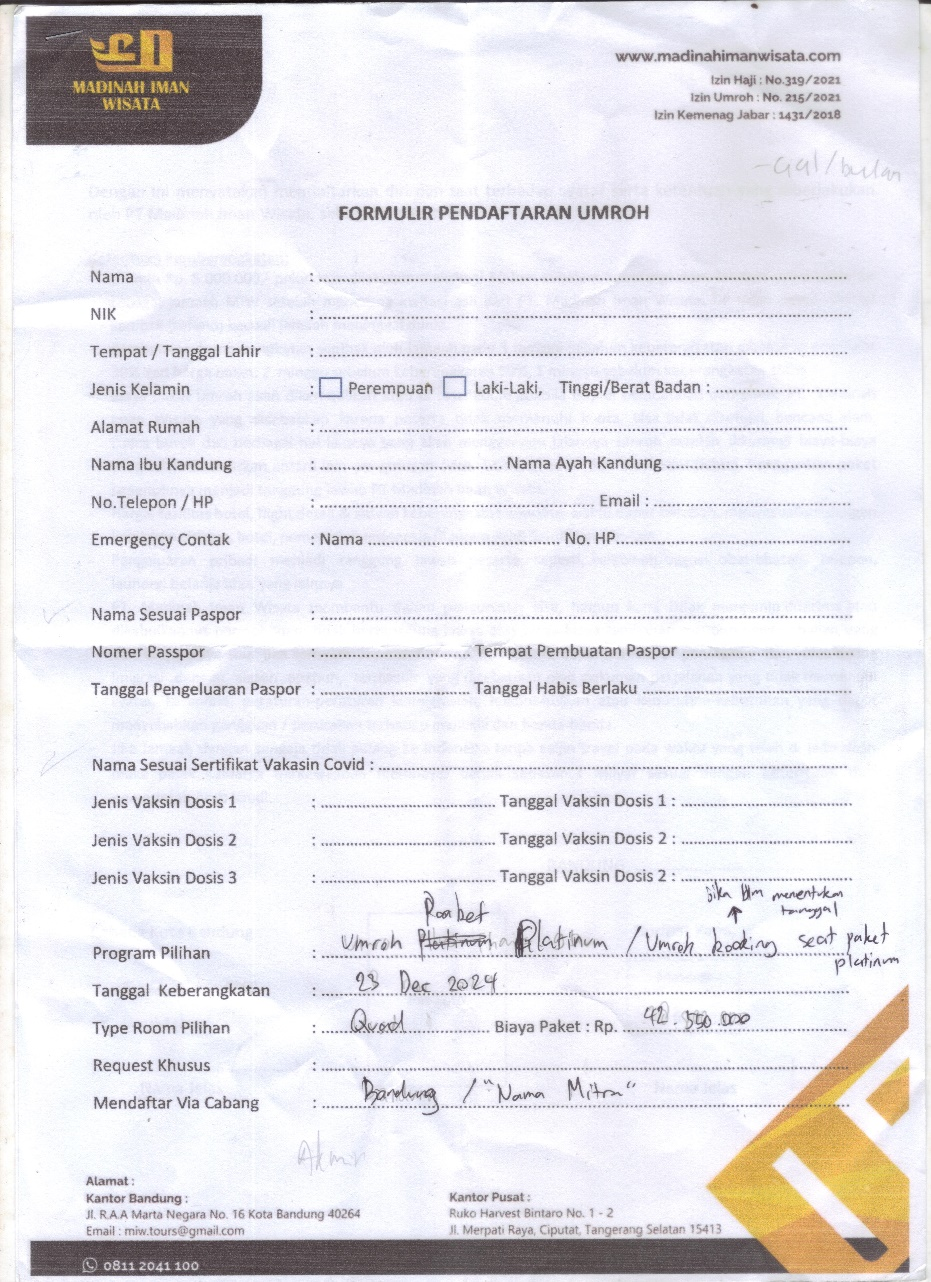 MADINAH IMAN
WISATA
www.madinahimanwisata.com
Izin Haji : No.319/2021
Izin Umroh : No. 215/2021
Izin Kemenag Jabar : 1431/2018
/bulan
FORMULIR PENDAFTARAN UMROH
Nama :
NIK :
Tempat / Tanggal Lahir :
Jenis Kelamin : Perempuan Laki-Laki, Tinggi/Berat Badan :
Alamat Rumah :
Nama Ibu Kandung : Nama Ayah Kandung
No.Telepon / HP : Email :
Emergency Contak : Nama No. HP.
Nama Sesuai Paspor :
Nomer Passpor : Tempat Pembuatan Paspor
Tanggal Pengeluaran Paspor : Tanggal Habis Berlaku
Nama Sesuai Sertifikat Vakasin Covid :
Jenis Vaksin Dosis 1 : Tanggal Vaksin Dosis 1 :
Jenis Vaksin Dosis 2 : Tanggal Vaksin Dosis 2 :
Jenis Vaksin Dosis 3 : Tanggal Vaksin Dosis 2 :
jika blm menentukan
tanggal
Program Pilihan : Umroh Platinum / Umroh booking seat paket
platinum
Tanggal Keberangkatan : 23 Dec 2024
Type Room Pilihan : Quad Biaya Paket : Rp. 42.550.000
Request Khusus :
Mendaftar Via Cabang : Bandung / "Nama Mitra"
Admin
Alamat :
Kantor Bandung :
Jl. R.A.A Marta Negara No. 16 Kota Bandung 40264
Email : miw.tours@gmail.com
Kantor Pusat :
Ruko Harvest Bintaro No. 1 - 2
Jl. Merpati Raya, Ciputat, Tangerang Selatan 15413
0811 2041 100